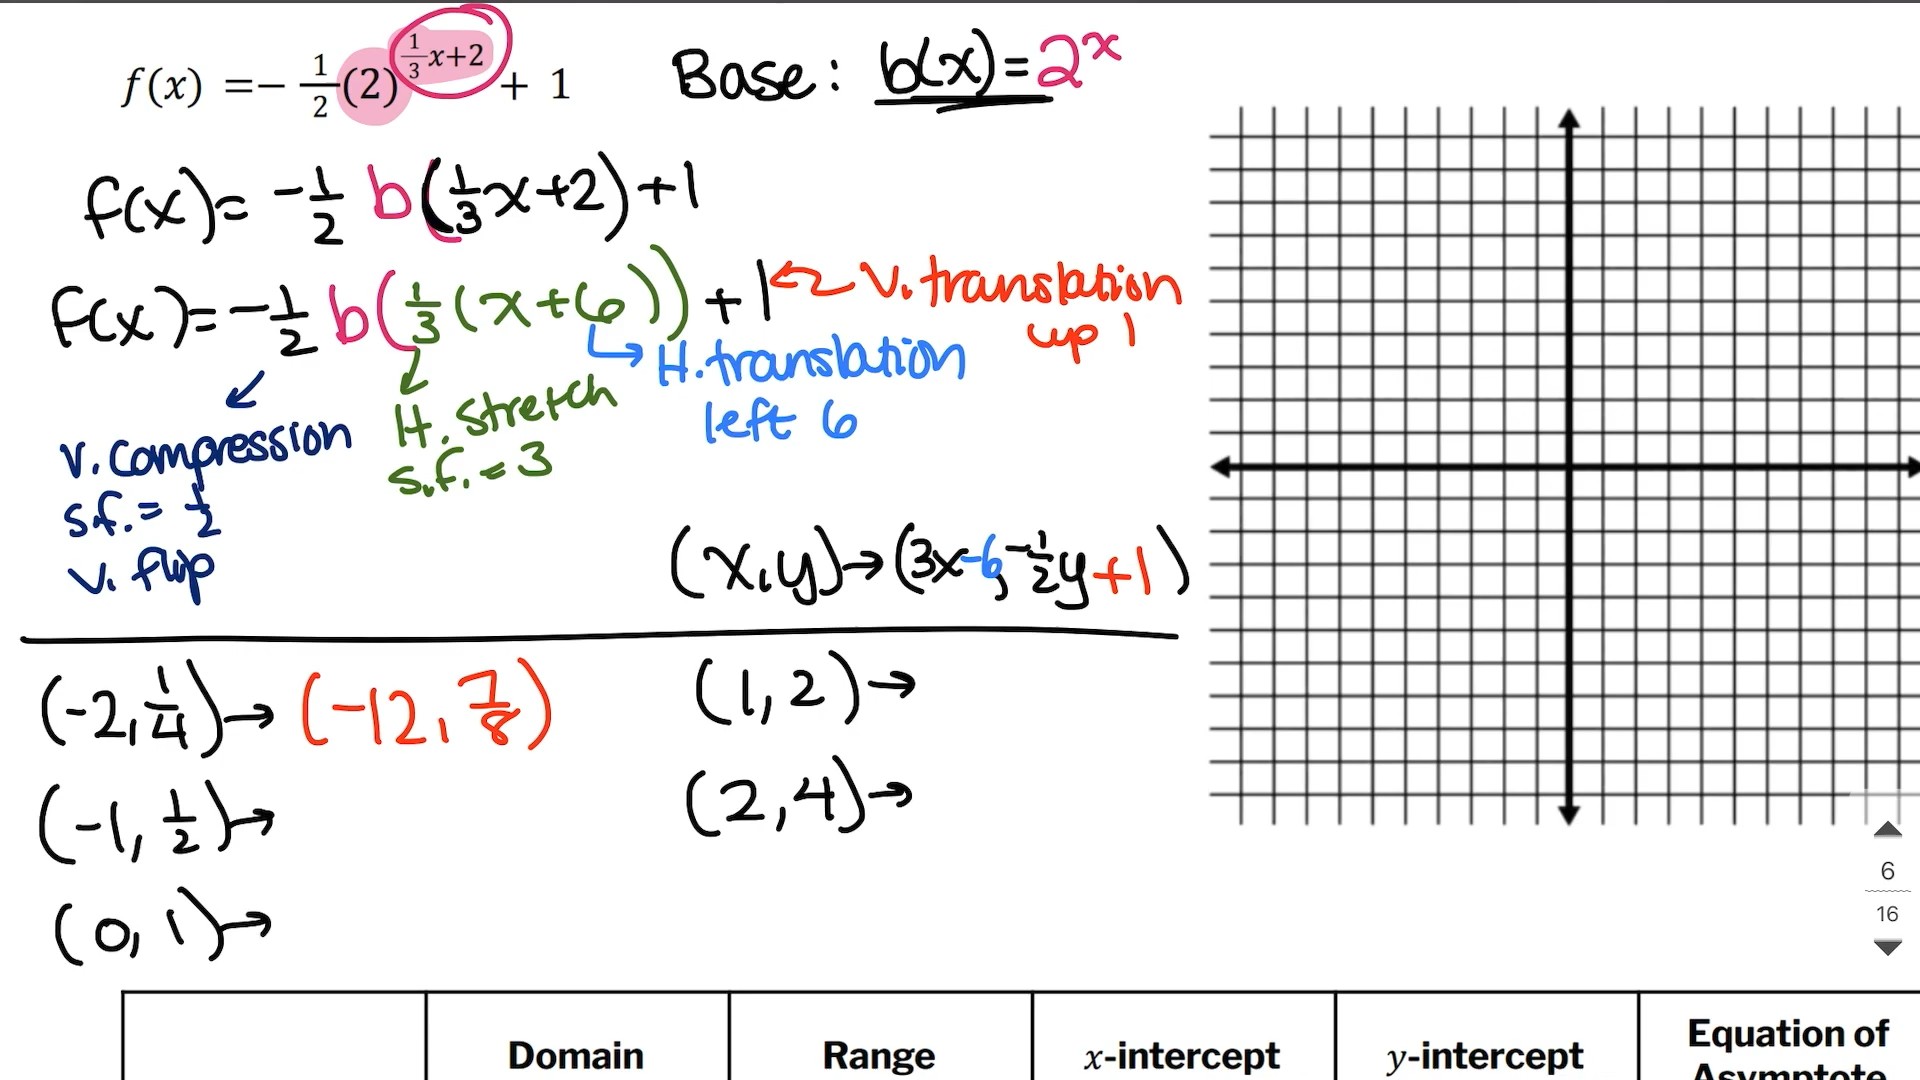 f(x) = − 1/2 (2)^(1/3 x+2) + 1
Base: b(x) = 2^x
f(x) = -1/2 b(1/3 x+2)+1
f(x) = -1/2 b(1/3(x+6))+1 ← V. translation
up 1
H. translation
left 6
H. stretch
s.f. = 3
V. compression
s.f. = 1/2
V. flip
(x,y)→(3x-6, -1/2y+1)
(-2, 1/4)→(-12, 7/8)
(-1, 1/2)→
(0, 1)→
(1, 2)→
(2, 4)→
6
16
Domain
Range
x-intercept
y-intercept
Equation of
Asymptote